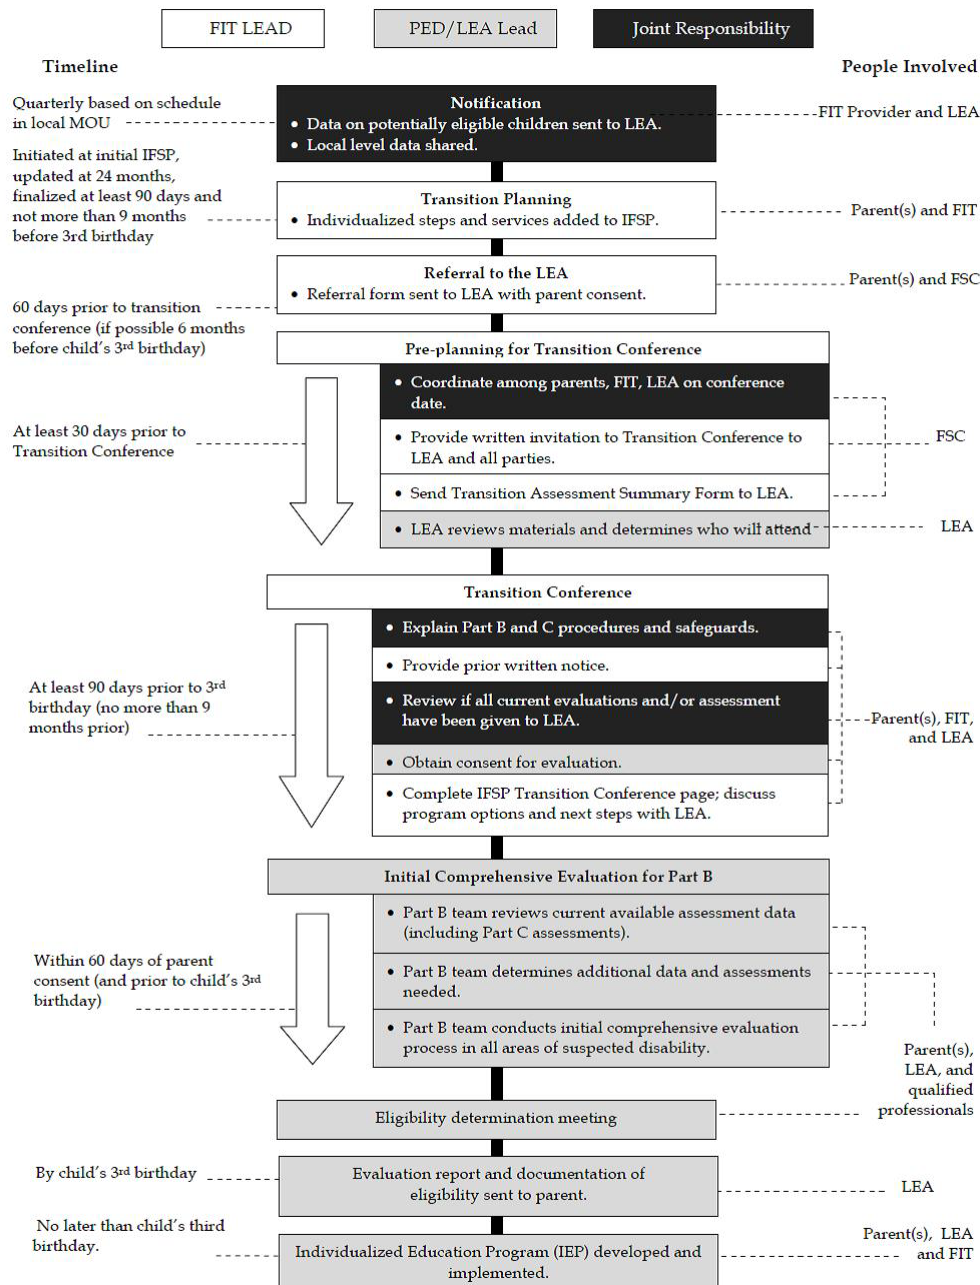 FIT LEAD
PED/LEA Lead
Joint Responsibility
Timeline
People Involved
Quarterly based on schedule
in local MOU
Notification
• Data on potentially eligible children sent to LEA.
• Local level data shared.
FIT Provider and LEA
Initiated at initial IFSP,
updated at 24 months,
finalized at least 90 days and
not more than 9 months
before 3rd birthday
Transition Planning
• Individualized steps and services added to IFSP.
Parent(s) and FIT
Referral to the LEA
• Referral form sent to LEA with parent consent.
Parent(s) and FSC
60 days prior to transition
conference (if possible 6 months
before child's 3rd birthday)
Pre-planning for Transition Conference
• Coordinate among parents, FIT, LEA on conference
date.
At least 30 days prior to
Transition Conference
• Provide written invitation to Transition Conference to
LEA and all parties.
FSC
• Send Transition Assessment Summary Form to LEA.
• LEA reviews materials and determines who will attend
LEA
Transition Conference
• Explain Part B and C procedures and safeguards.
• Provide prior written notice.
At least 90 days prior to 3rd
birthday (no more than 9
months prior)
• Review if all current evaluations and/or assessment
have been given to LEA.
Parent(s), FIT,
and LEA
• Obtain consent for evaluation.
• Complete IFSP Transition Conference page; discuss
program options and next steps with LEA.
Initial Comprehensive Evaluation for Part B
• Part B team reviews current available assessment data
(including Part C assessments).
Within 60 days of parent
consent (and prior to child's 3rd
birthday)
• Part B team determines additional data and assessments
needed.
• Part B team conducts initial comprehensive evaluation
process in all areas of suspected disability.
Parent(s),
LEA, and
qualified
professionals
Eligibility determination meeting
By child's 3rd birthday
Evaluation report and documentation of
eligibility sent to parent.
LEA
No later than child's third
birthday.
Individualized Education Program (IEP) developed and
implemented.
Parent(s), LEA
and FIT